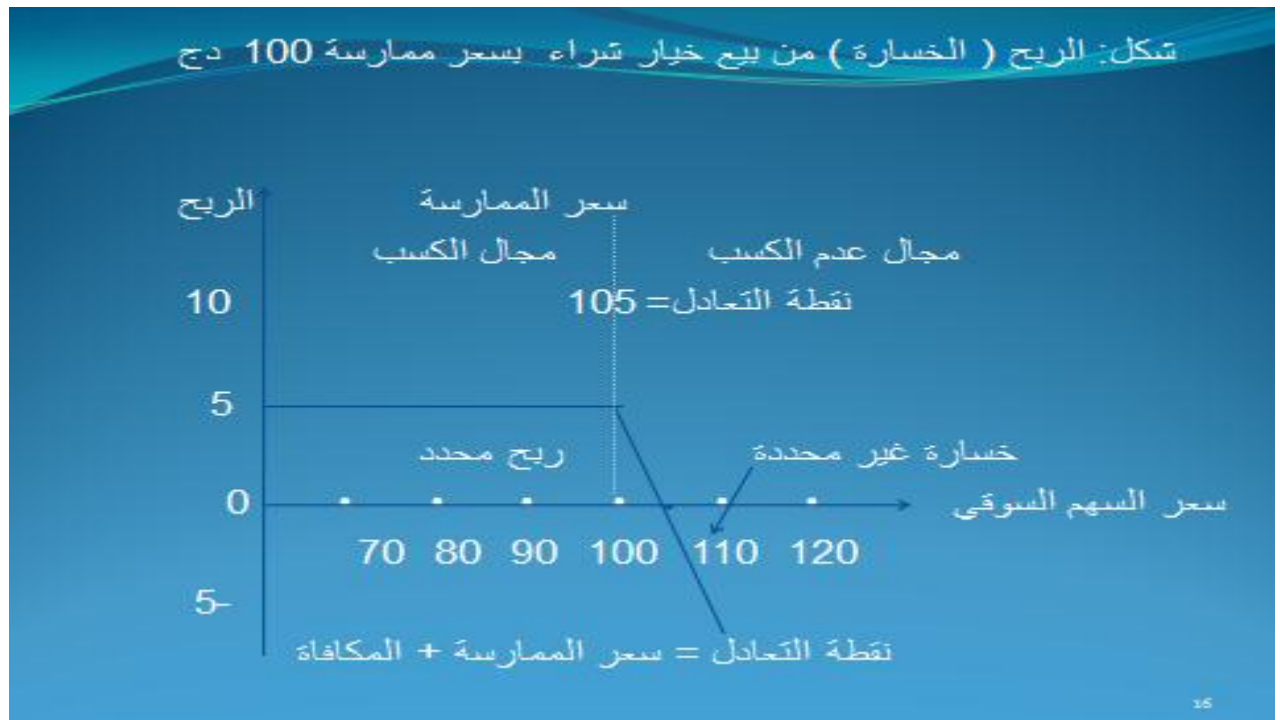 شكل: الربح ( الخسارة ) من بيع خيار شراء بسعر ممارسة 100 دج
الربح
سعر الممارسة
مجال الكسب
مجال عدم الكسب
10
نقطة التعادل= 105
5
ربح محدد
خسارة غير محددة
0
سعر السهم السوقي
70 80 90 100 110 120
5-
نقطة التعادل = سعر الممارسة + المكافاة
16